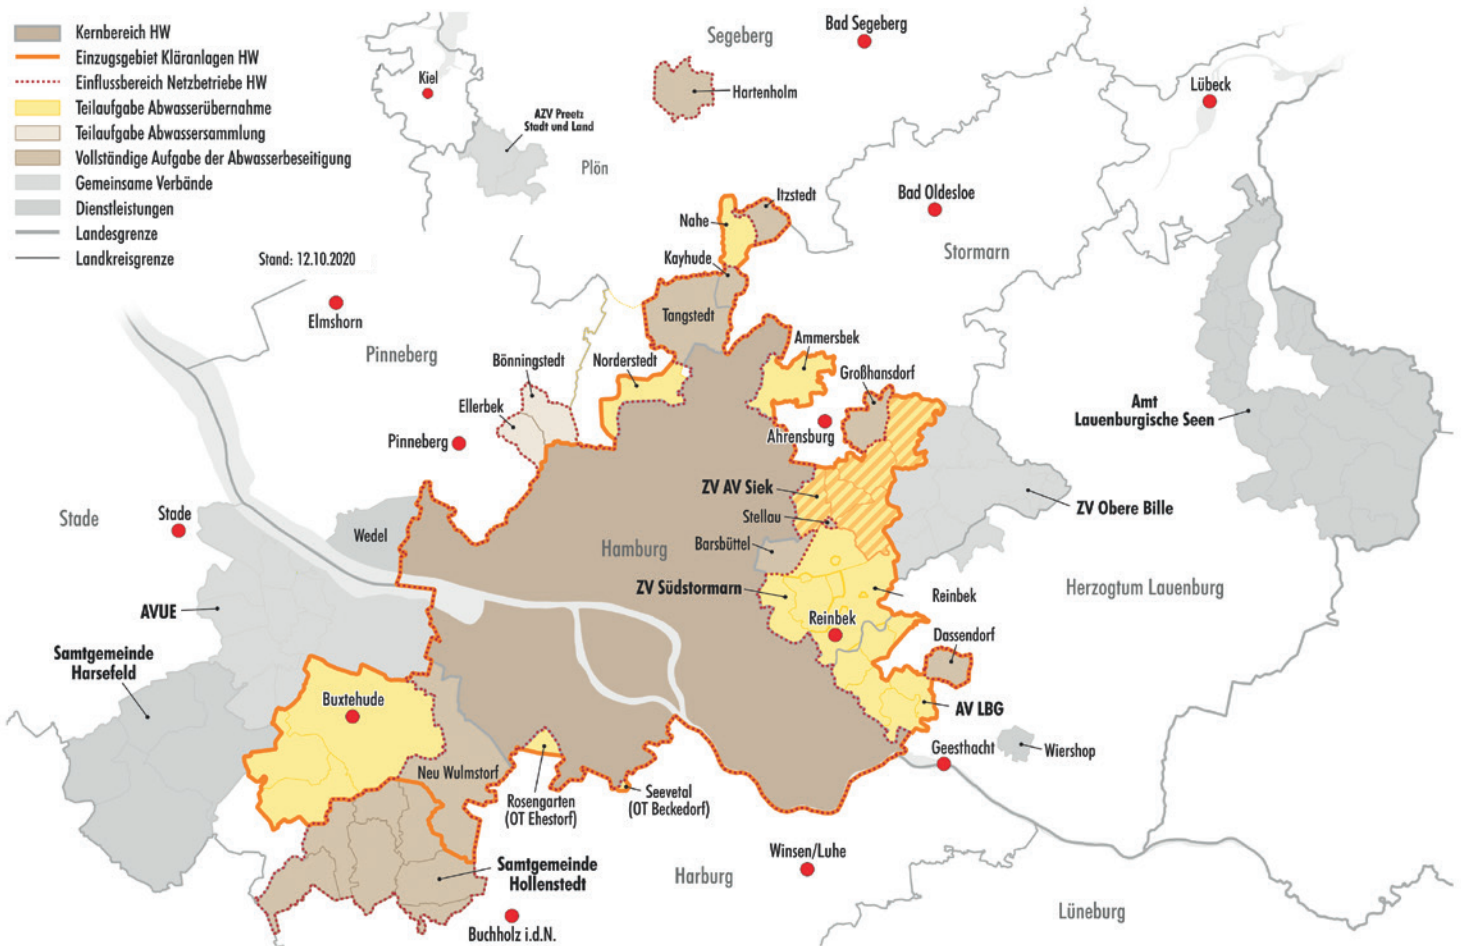 Kernbereich HW
Einzugsgebiet Kläranlagen HW
Einflussbereich Netzbetriebe HW
Teilaufgabe Abwasserübernahme
Teilaufgabe Abwassersammlung
Vollständige Aufgabe der Abwasserbeseitigung
Gemeinsame Verbände
Dienstleistungen
Landesgrenze
Landkreisgrenze
Stand: 12.10.2020
Kiel
AZV Preetz
Stadt und Land
Plön
Segeberg
Bad Segeberg
Hartenholm
Lübeck
Itzstedt
Bad Oldesloe
Nahe
Stormarn
Kayhude
Tangstedt
Elmshorn
Pinneberg
Bönningstedt
Norderstedt
Ammersbek
Großhansdorf
Ellerbek
Pinneberg
Ahrensburg
Amt
Lauenburgische Seen
ZV AV Siek
Stellau
ZV Obere Bille
Stade
Stade
Wedel
Hamburg
Barsbüttel
ZV Südstormarn
Reinbek
Herzogtum Lauenburg
AVUE
Reinbek
Dassendorf
Samtgemeinde
Harsefeld
Buxtehude
AV LBG
Geesthacht
Wiershop
Neu Wulmstorf
Rosengarten
(OT Ehestorf)
Seevetal
(OT Beckedorf)
Winsen/Luhe
Samtgemeinde
Hollenstedt
Harburg
Lüneburg
Buchholz i.d.N.